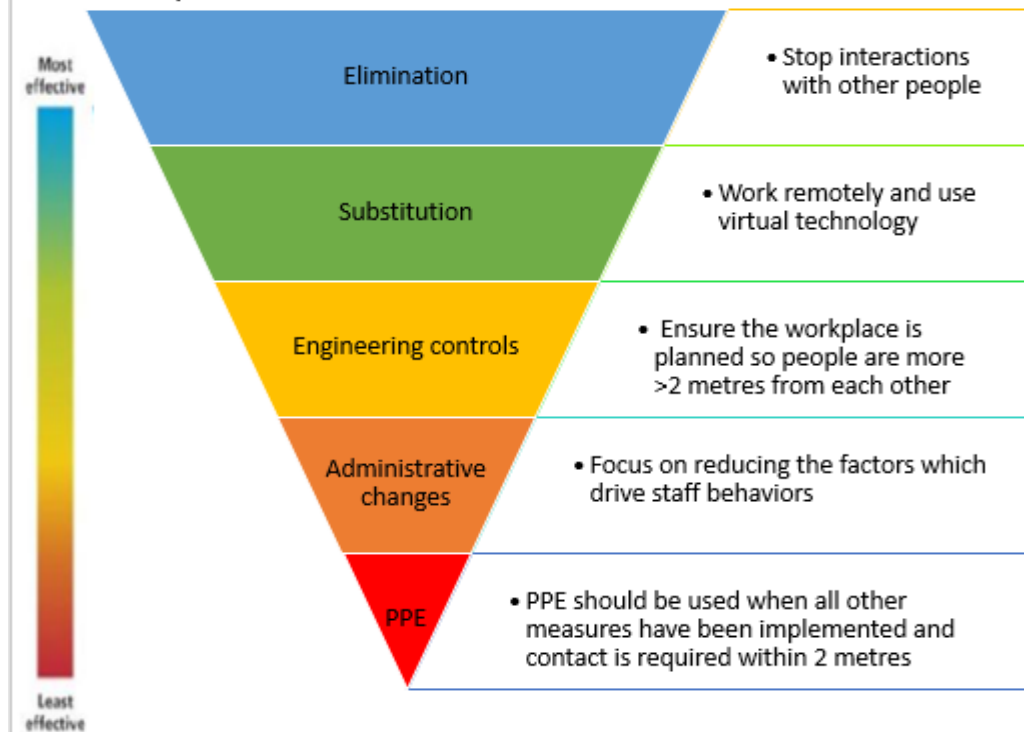 Most
effective
Elimination
• Stop interactions
with other people
Substitution
• Work remotely and use
virtual technology
Engineering controls
• Ensure the workplace is
planned so people are more
>2 metres from each other
Administrative
changes
• Focus on reducing the factors which
drive staff behaviors
PPE
• PPE should be used when all other
measures have been implemented and
contact is required within 2 metres
Least
effective